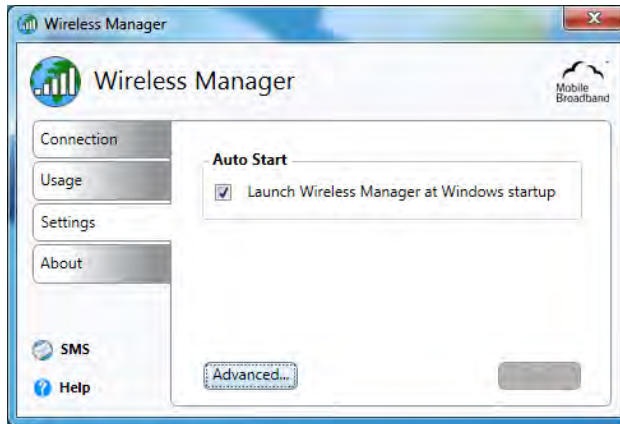 Wireless Manager
Wireless Manager
Mobile
Broadband
Connection
Usage
Settings
About
Auto Start
Launch Wireless Manager at Windows startup
SMS
Help
Advanced...